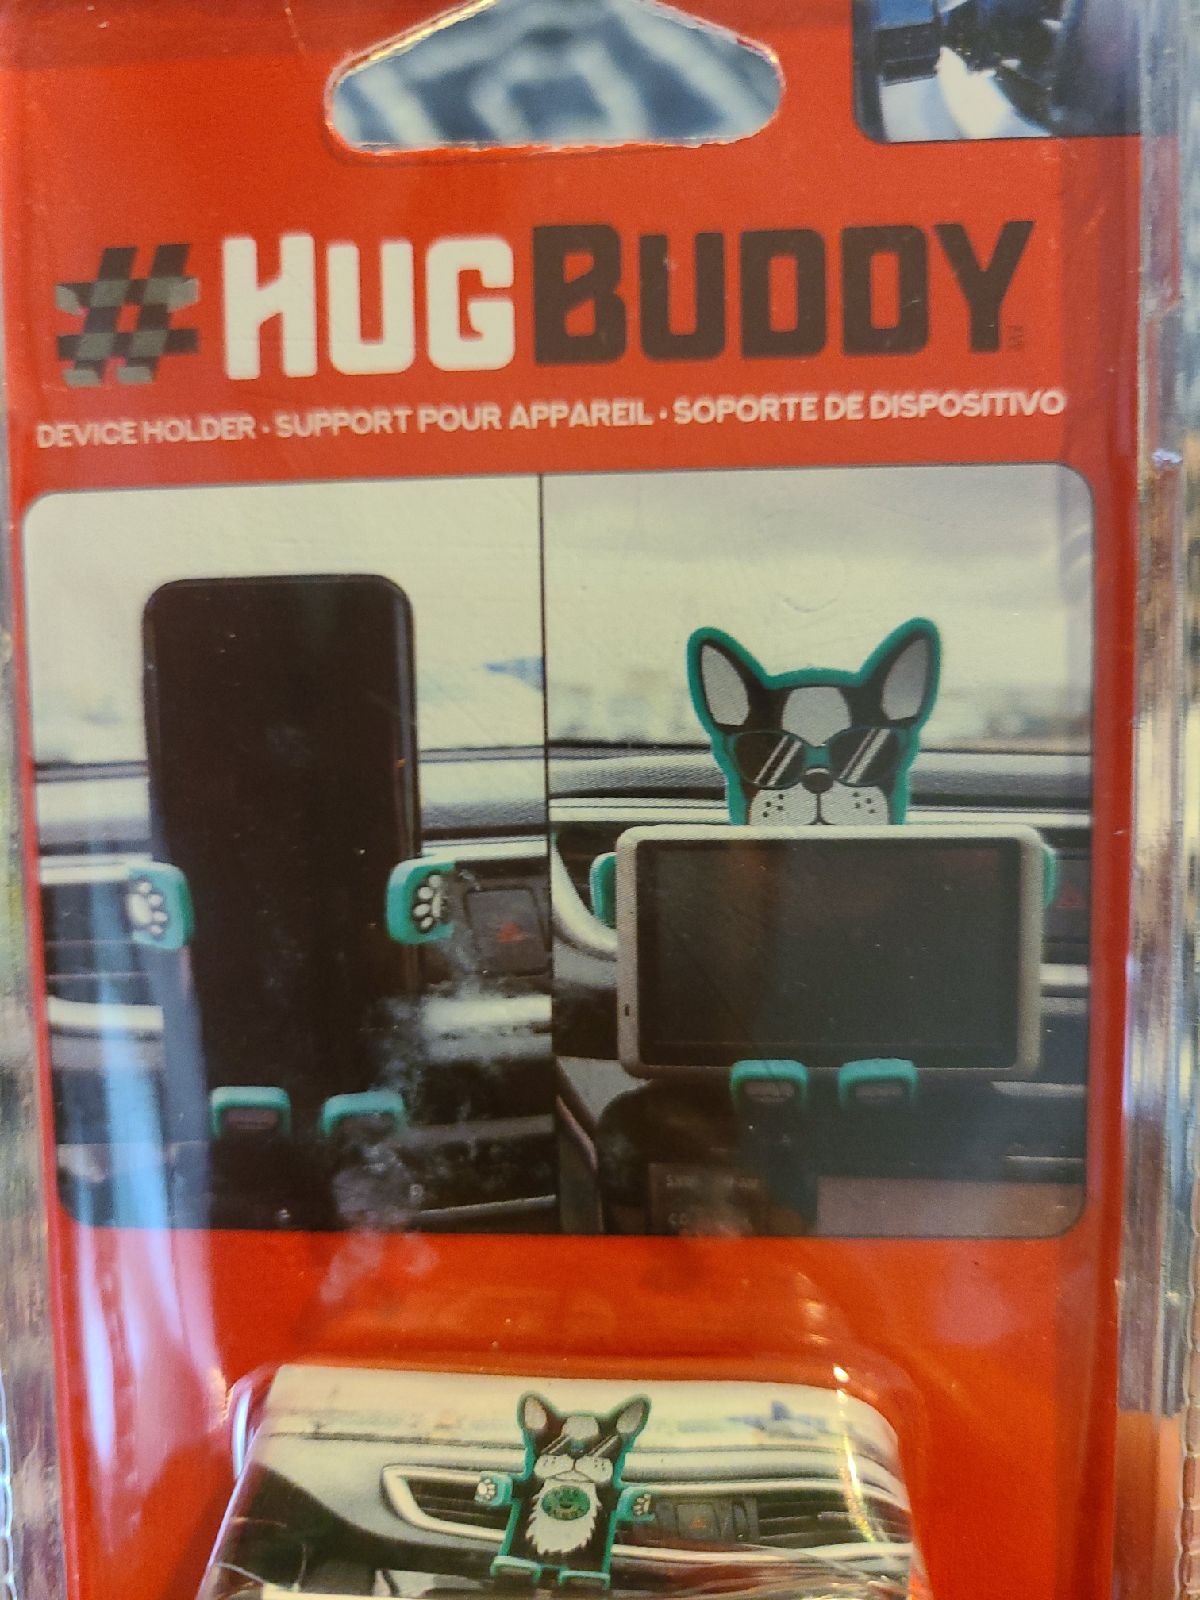 #HUGBUDDY
DEVICE HOLDER · SUPPORT POUR APPAREIL · SOPORTE DE DISPOSITIVO